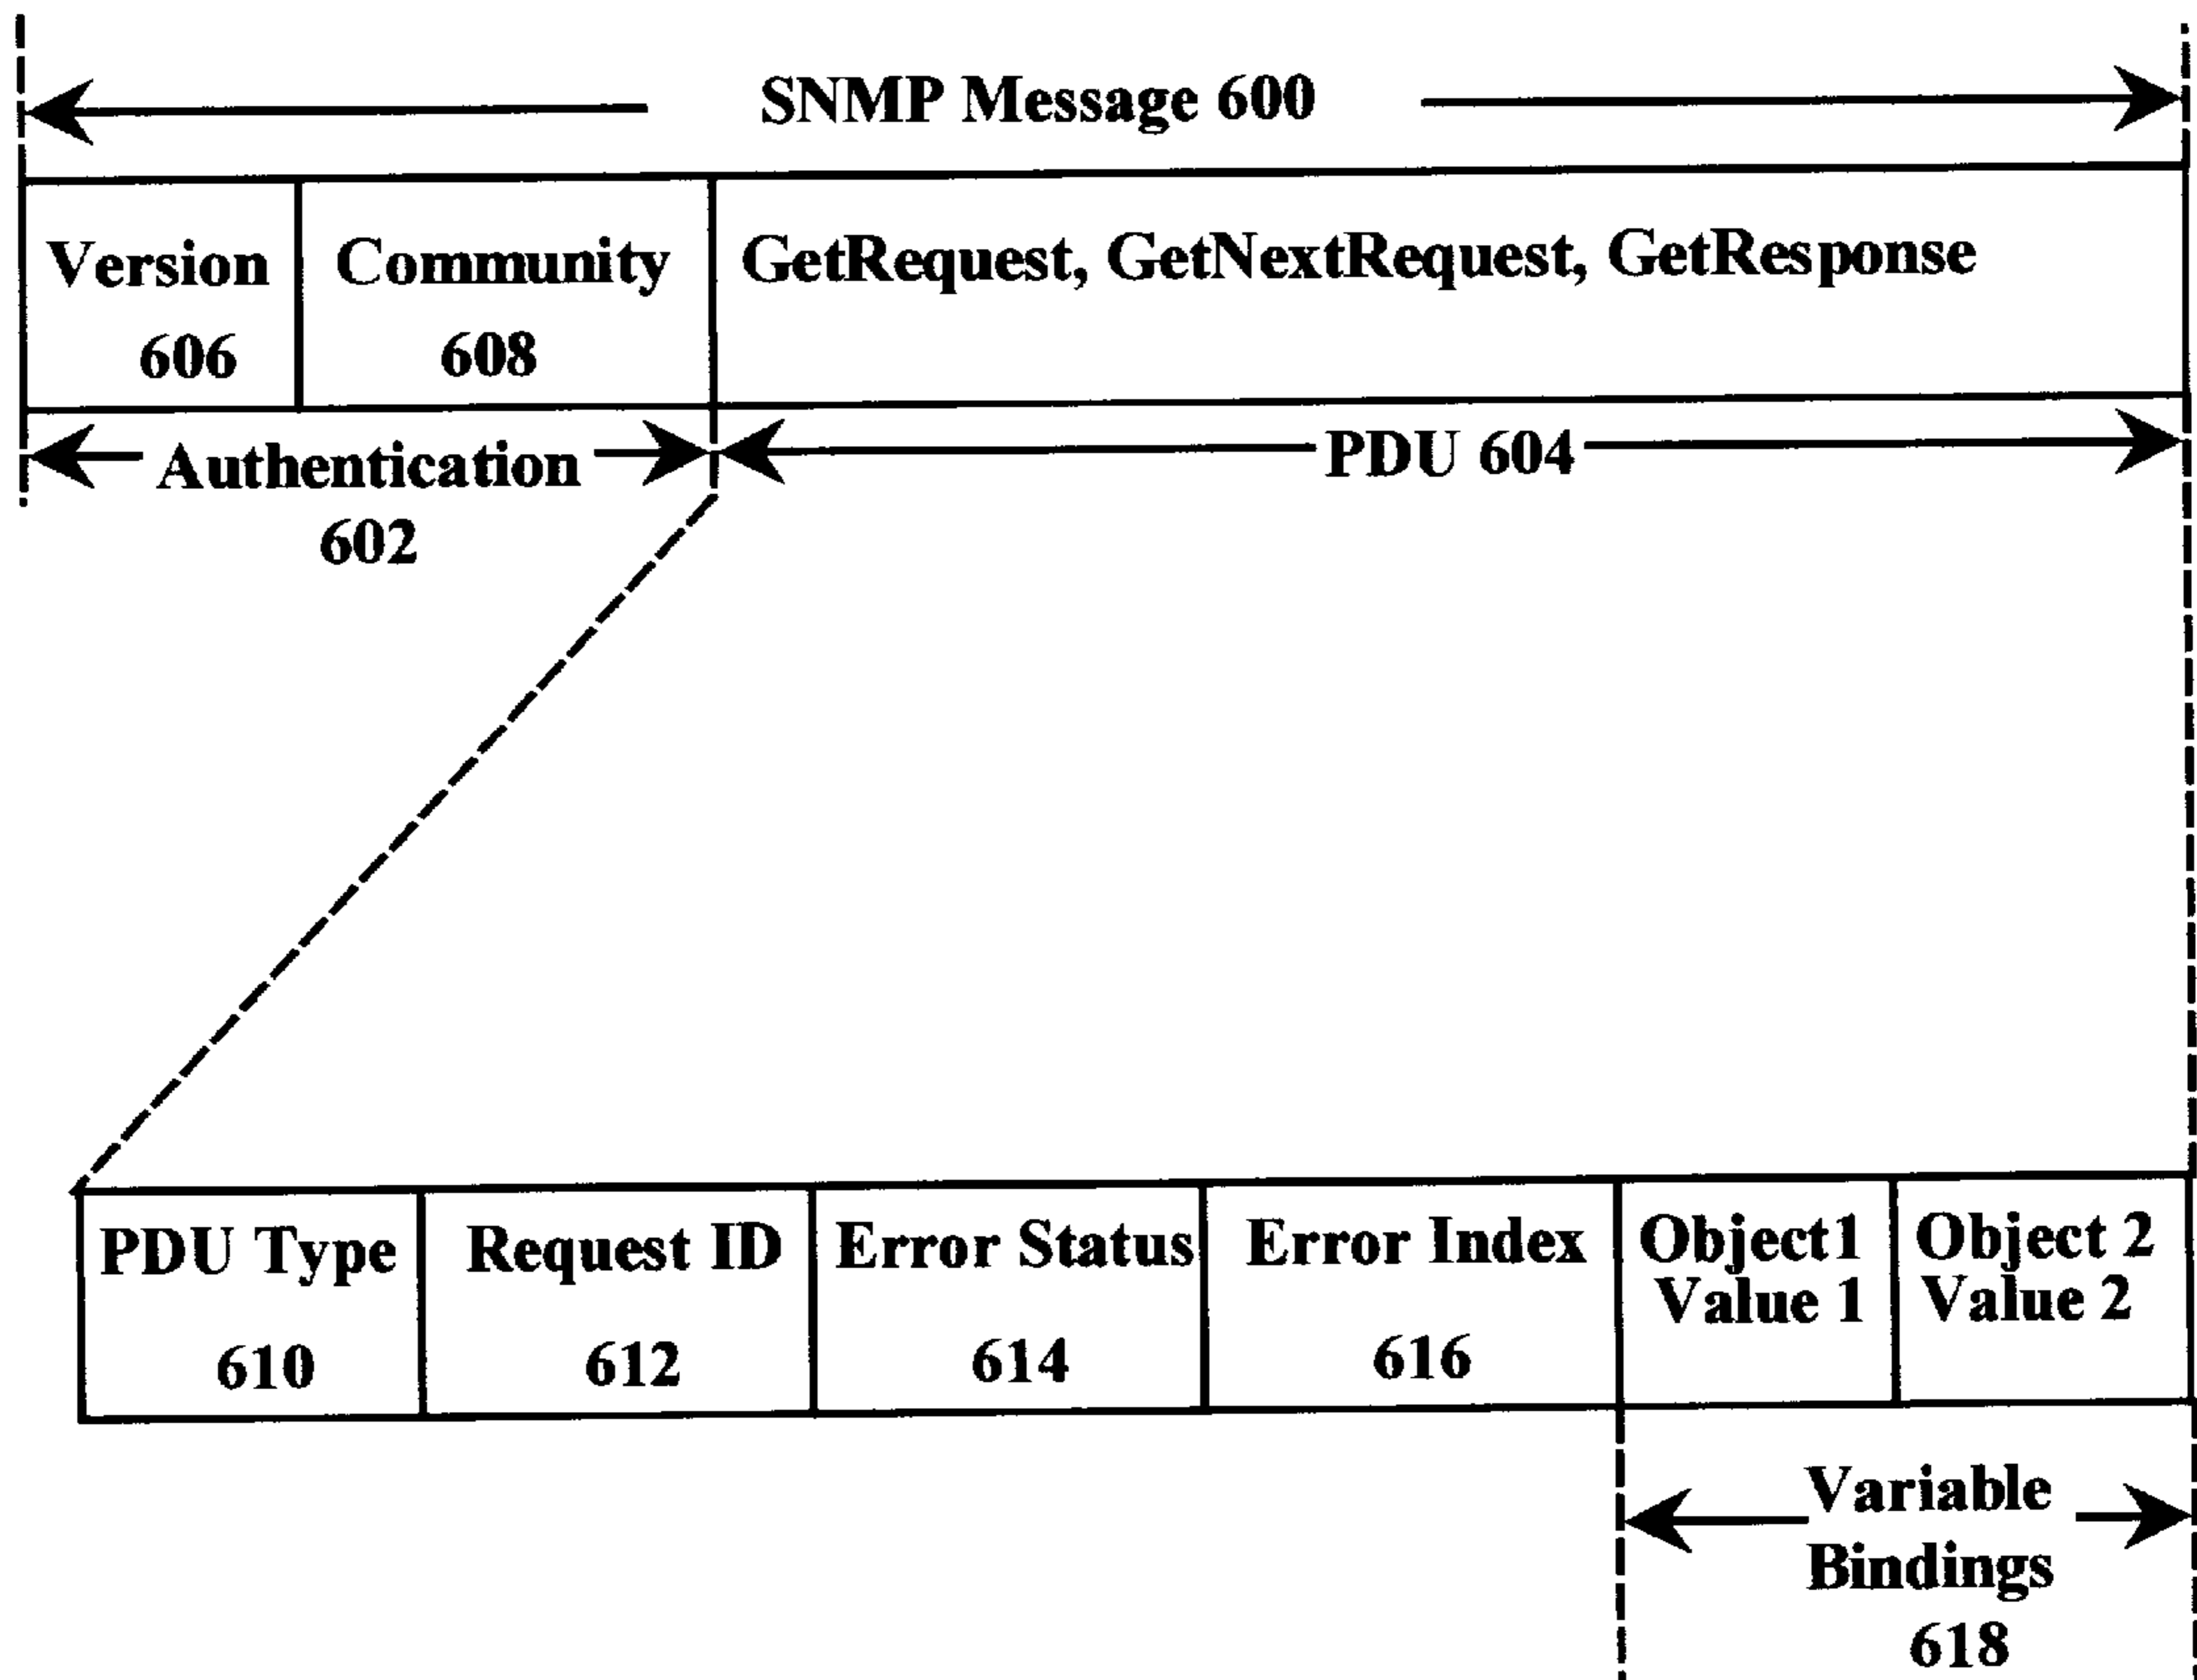 SNMP Message 600
Version
606
Community
608
GetRequest, GetNextRequest, GetResponse
Authentication
602
PDU 604
PDU Type
610
Request ID
612
Error Status
614
Error Index
616
Object1
Value 1
Object 2
Value 2
Variable
Bindings
618